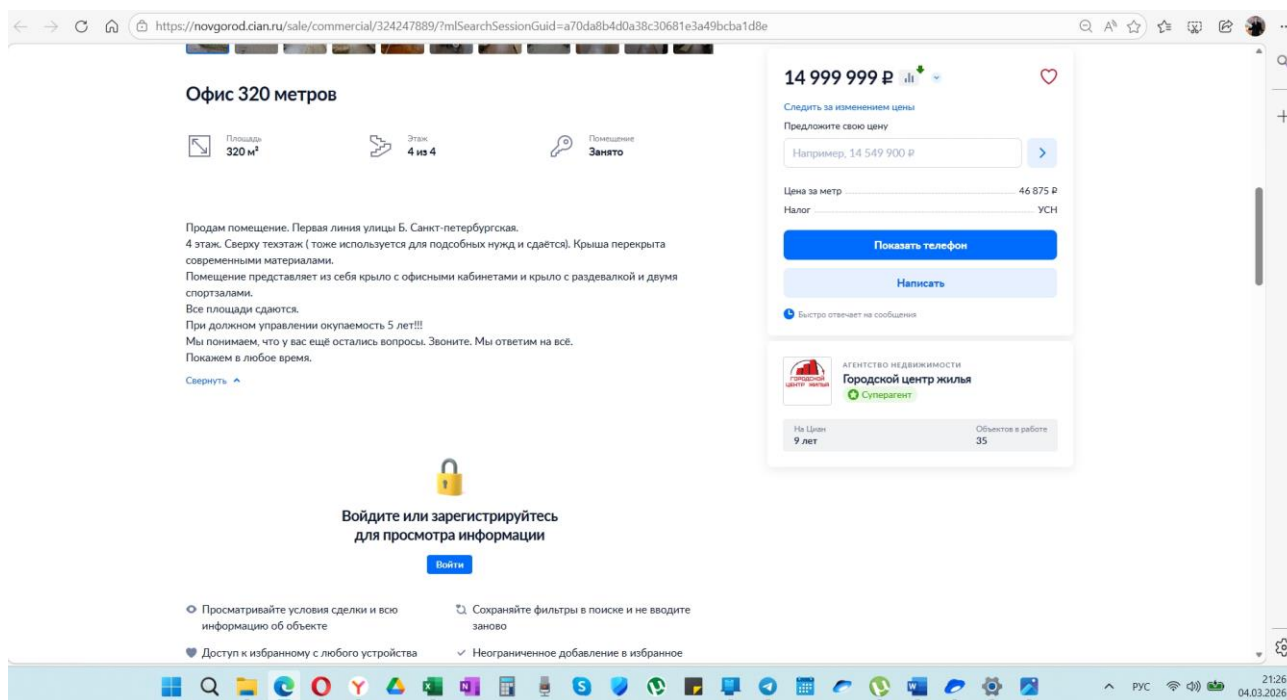 https://novgorod.cian.ru/sale/commercial/324247889/?mlSearchSessionGuid=a70da8b4d0a38c30681e3a49bcba1d8e
Офис 320 метров
Площадь
320 м²
Этаж
4 из 4
Помещение
Занято
Продам помещение. Первая линия улицы Б. Санкт-петербургская.
4 этаж. Сверху техэтаж ( тоже используется для подсобных нужд и сдаётся). Крыша перекрыта
современными материалами.
Помещение представляет из себя крыло с офисными кабинетами и крыло с раздевалкой и двумя
спортзалами.
Все площади сдаются.
При должном управлении окупаемость 5 лет!!!
Мы понимаем, что у вас ещё остались вопросы. Звоните. Мы ответим на всё.
Покажем в любое время.
Свернуть
Войдите или зарегистрируйтесь
для просмотра информации
Войти
Просматривайте условия сделки и всю
информацию об объекте
Сохраняйте фильтры в поиске и не вводите
заново
Доступ к избранному с любого устройства
Неограниченное добавление в избранное
14 999 999 ₽
Следить за изменением цены
Предложите свою цену
Например, 14 549 900 ₽
Цена за метр 46 875 ₽
Налог УСН
Показать телефон
Написать
Быстро отвечает на сообщения
ГОРОДСКОЙ
ЦЕНТР ЖИЛЬЯ
АГЕНТСТВО НЕДВИЖИМОСТИ
Городской центр жилья
Суперагент
На Циан
9 лет
Объектов в работе
35
РУС